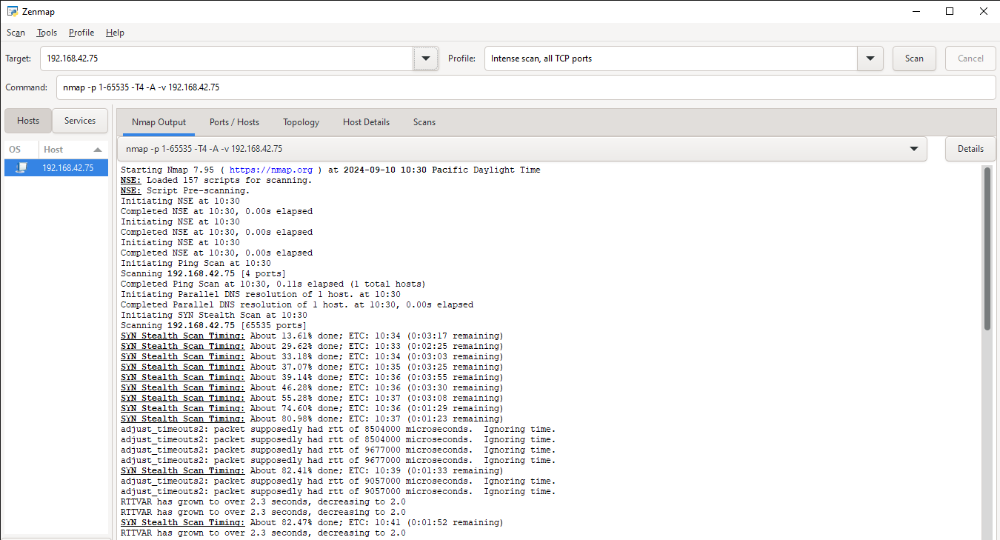 Zenmap
Scan Tools Profile Help
Target: 192.168.42.75 Profile: Intense scan, all TCP ports Scan Cancel
Command: nmap -p 1-65535 -T4 -A -v 192.168.42.75
Hosts Services
OS Host
192.168.42.75
Nmap Output Ports / Hosts Topology Host Details Scans
nmap -p 1-65535 -T4 -A -v 192.168.42.75 Details
Starting Nmap 7.95 ( https://nmap.org ) at 2024-09-10 10:30 Pacific Daylight Time
NSE: Loaded 157 scripts for scanning.
NSE: Script Pre-scanning.
Initiating NSE at 10:30
Completed NSE at 10:30, 0.00s elapsed
Initiating NSE at 10:30
Completed NSE at 10:30, 0.00s elapsed
Initiating NSE at 10:30
Completed NSE at 10:30, 0.00s elapsed
Initiating Ping Scan at 10:30
Scanning 192.168.42.75 [4 ports]
Completed Ping Scan at 10:30, 0.11s elapsed (1 total hosts)
Initiating Parallel DNS resolution of 1 host. at 10:30
Completed Parallel DNS resolution of 1 host. at 10:30, 0.00s elapsed
Initiating SYN Stealth Scan at 10:30
Scanning 192.168.42.75 [65535 ports]
SYN Stealth Scan Timing: About 13.61% done; ETC: 10:34 (0:03:17 remaining)
SYN Stealth Scan Timing: About 29.62% done; ETC: 10:33 (0:02:25 remaining)
SYN Stealth Scan Timing: About 33.18% done; ETC: 10:34 (0:03:03 remaining)
SYN Stealth Scan Timing: About 37.07% done; ETC: 10:35 (0:03:25 remaining)
SYN Stealth Scan Timing: About 39.14% done; ETC: 10:36 (0:03:55 remaining)
SYN Stealth Scan Timing: About 46.28% done; ETC: 10:36 (0:03:30 remaining)
SYN Stealth Scan Timing: About 55.28% done; ETC: 10:37 (0:03:08 remaining)
SYN Stealth Scan Timing: About 74.60% done; ETC: 10:36 (0:01:29 remaining)
SYN Stealth Scan Timing: About 80.98% done; ETC: 10:37 (0:01:23 remaining)
adjust_timeouts2: packet supposedly had rtt of 8504000 microseconds.  Ignoring time.
adjust_timeouts2: packet supposedly had rtt of 8504000 microseconds.  Ignoring time.
adjust_timeouts2: packet supposedly had rtt of 9677000 microseconds.  Ignoring time.
adjust_timeouts2: packet supposedly had rtt of 9677000 microseconds.  Ignoring time.
SYN Stealth Scan Timing: About 82.41% done; ETC: 10:39 (0:01:33 remaining)
adjust_timeouts2: packet supposedly had rtt of 9057000 microseconds.  Ignoring time.
adjust_timeouts2: packet supposedly had rtt of 9057000 microseconds.  Ignoring time.
RTTVAR has grown to over 2.3 seconds, decreasing to 2.0
RTTVAR has grown to over 2.3 seconds, decreasing to 2.0
SYN Stealth Scan Timing: About 82.47% done; ETC: 10:41 (0:01:52 remaining)
RTTVAR has grown to over 2.3 seconds, decreasing to 2.0